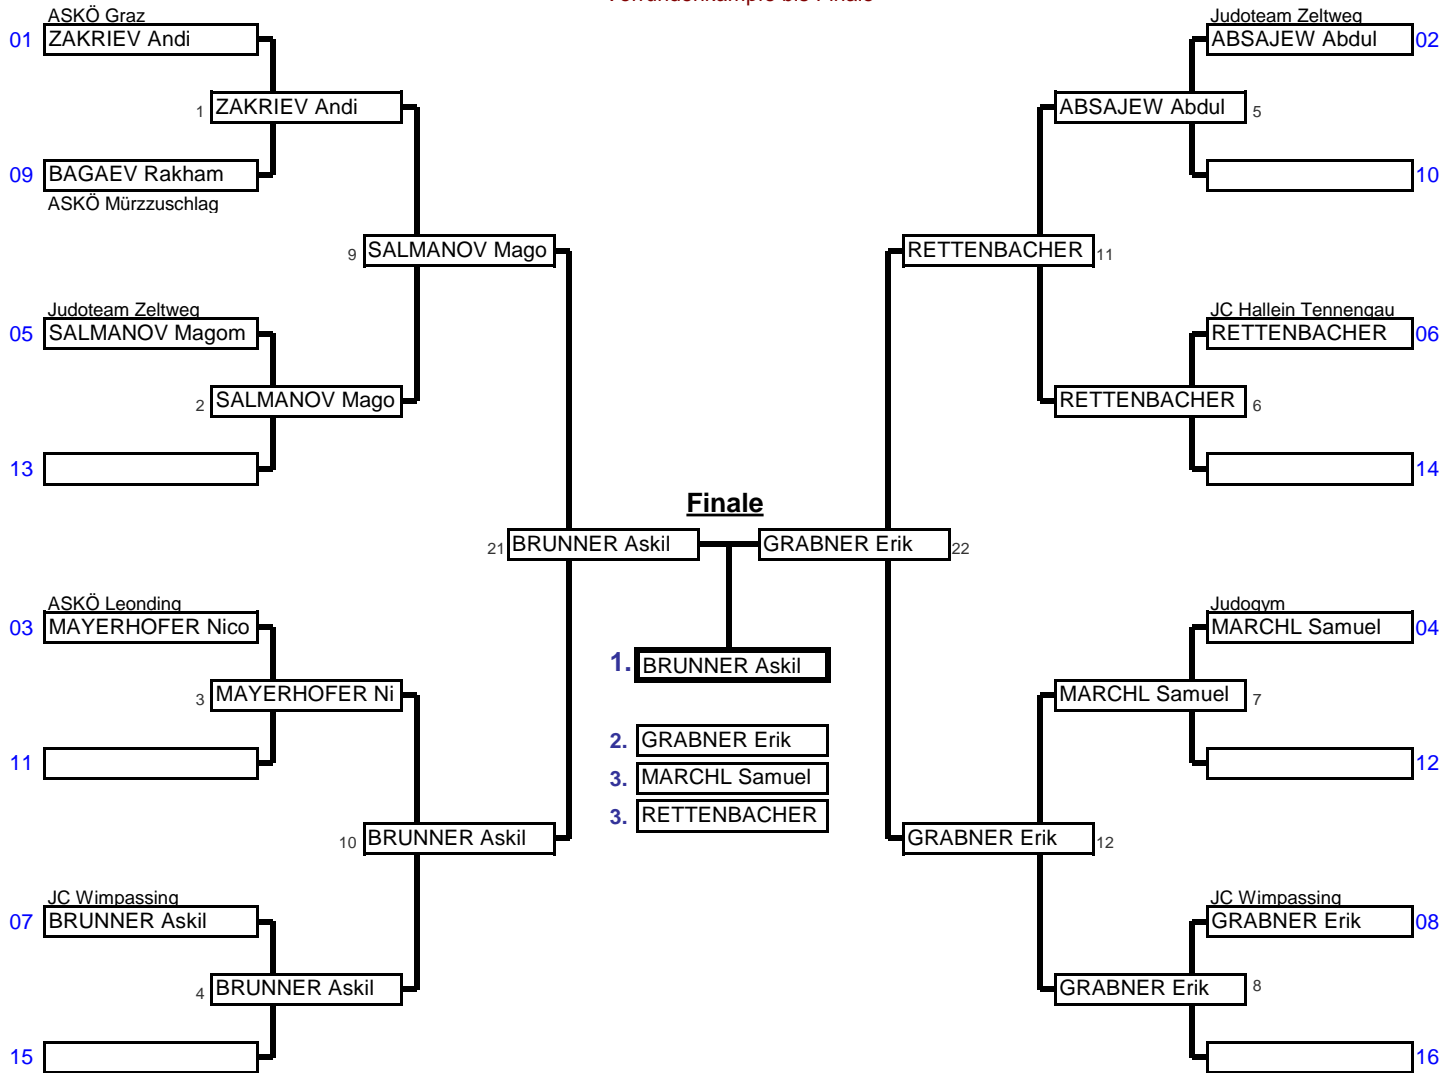 Vorrundenkämpfe bis Finale
ASKÖ Graz
01 ZAKRIEV Andi
1 ZAKRIEV Andi
09 BAGAEV Rakham
ASKÖ Mürzzuschlag
9 SALMANOV Mago
Judoteam Zeltweg
05 SALMANOV Magom
2 SALMANOV Mago
13
21 BRUNNER Askil
ASKÖ Leonding
03 MAYERHOFER Nico
3 MAYERHOFER Ni
11
10 BRUNNER Askil
JC Wimpassing
07 BRUNNER Askil
4 BRUNNER Askil
15
Finale
1. BRUNNER Askil
2. GRABNER Erik
3. MARCHL Samuel
3. RETTENBACHER
Judoteam Zeltweg
ABSAJEW Abdul 02
ABSAJEW Abdul 5
10
RETTENBACHER 11
JC Hallein Tennengau
RETTENBACHER 06
RETTENBACHER 6
14
GRABNER Erik 22
Judogym
MARCHL Samuel 04
MARCHL Samuel 7
12
GRABNER Erik 12
JC Wimpassing
GRABNER Erik 08
GRABNER Erik 8
16